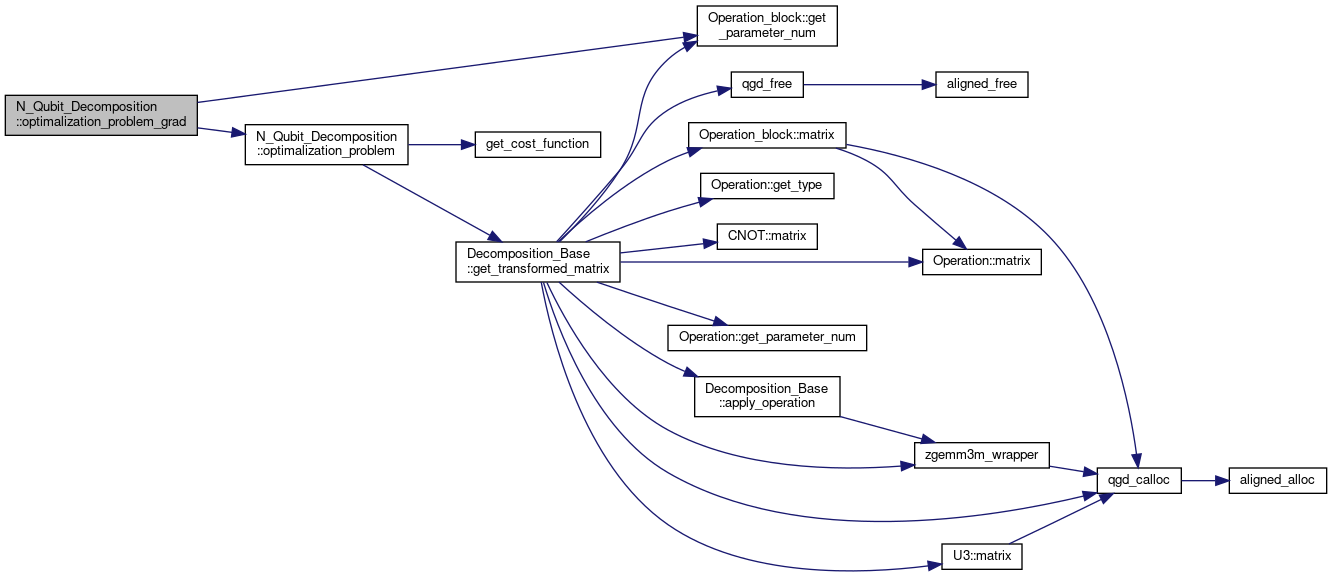 N_Qubit_Decomposition
::optimalization_problem_grad
N_Qubit_Decomposition
::optimalization_problem
get_cost_function
Decomposition_Base
::get_transformed_matrix
Operation_block::get
_parameter_num
qgd_free
aligned_free
Operation_block::matrix
Operation::get_type
CNOT::matrix
Operation::matrix
Operation::get_parameter_num
Decomposition_Base
::apply_operation
zgemm3m_wrapper
qgd_calloc
aligned_alloc
U3::matrix